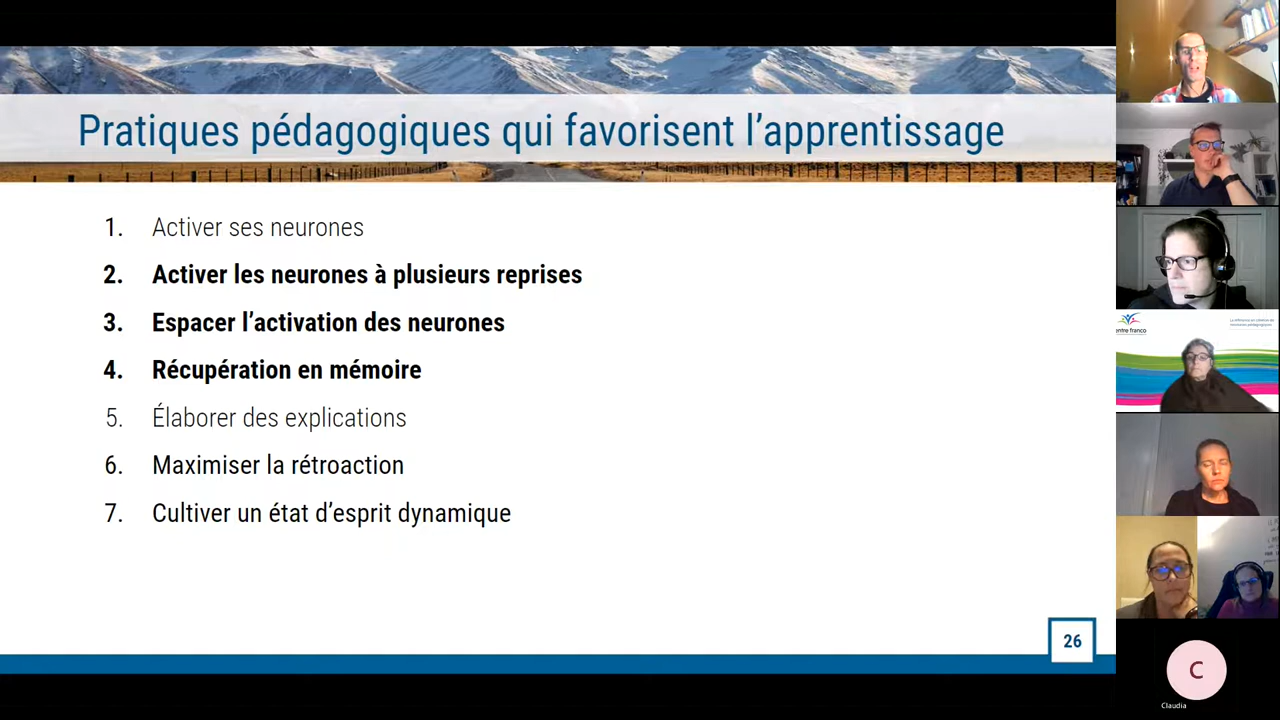 Pratiques pédagogiques qui favorisent l'apprentissage
1. Activer ses neurones
2. Activer les neurones à plusieurs reprises
3. Espacer l'activation des neurones
4. Récupération en mémoire
5. Élaborer des explications
6. Maximiser la rétroaction
7. Cultiver un état d'esprit dynamique
26
entre franco
C
Claudia